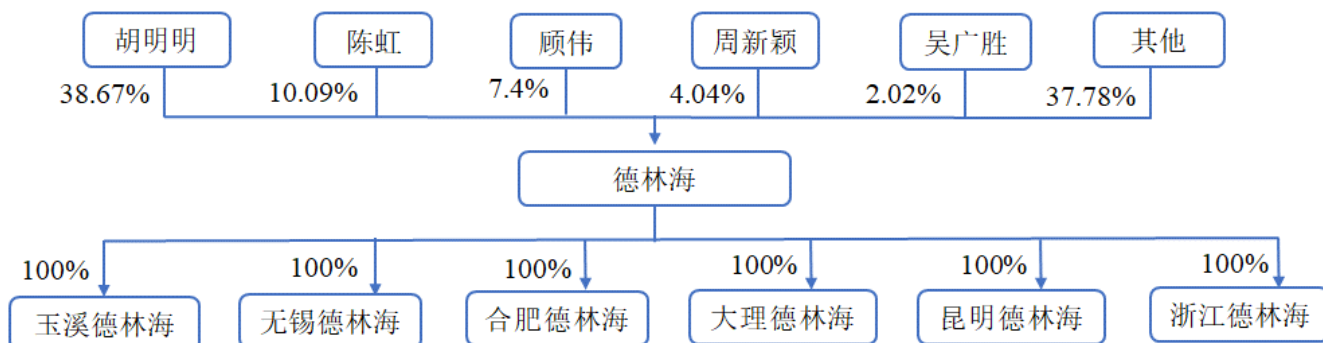 胡明明 陈虹 顾伟 周新颖 吴广胜 其他
38.67% 10.09% 7.4% 4.04% 2.02% 37.78%
德林海
100% 100% 100% 100% 100% 100%
玉溪德林海 无锡德林海 合肥德林海 大理德林海 昆明德林海 浙江德林海